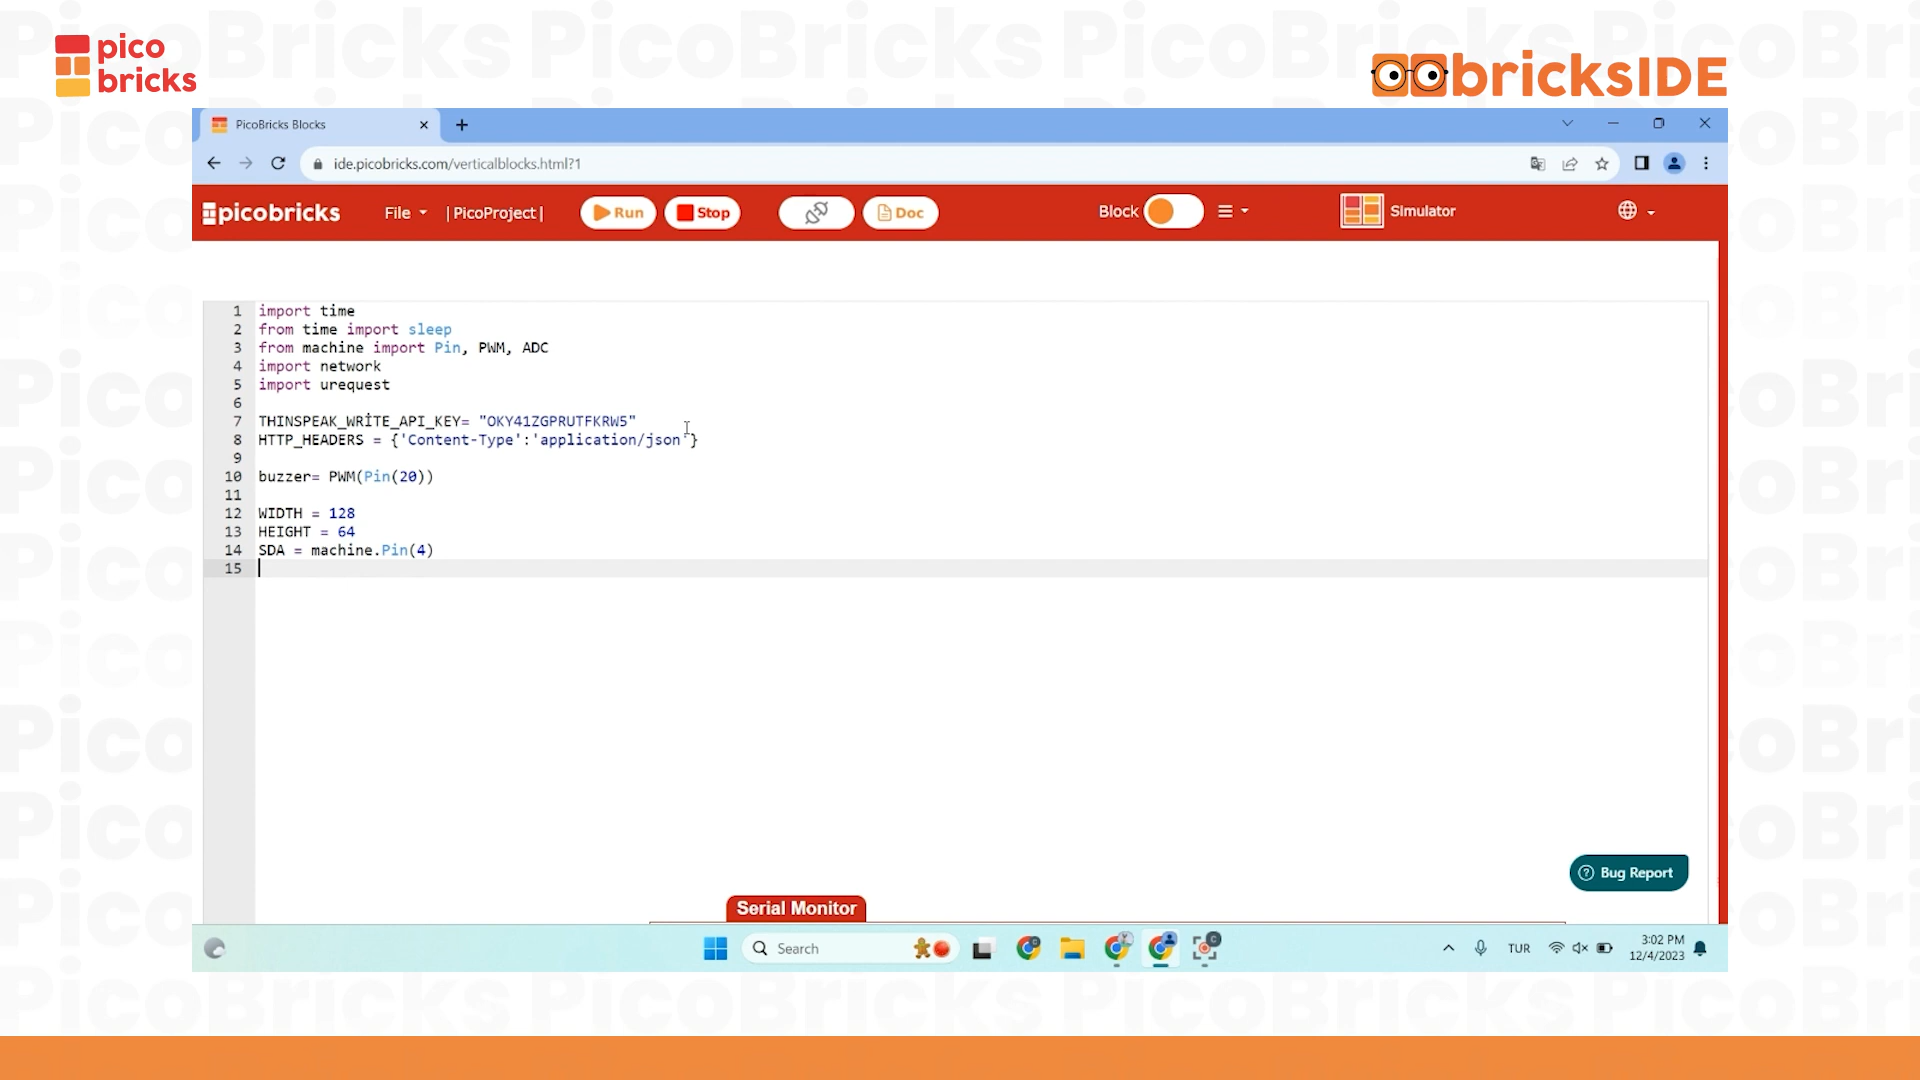 pico
bricks
bricksIDE
PicoBricks Blocks
ide.picobricks.com/verticalblocks.html?1
picobricks
File
|PicoProject|
Run
Stop
Doc
Block
Simulator
1 import time
2 from time import sleep
3 from machine import Pin, PWM, ADC
4 import network
5 import urequest
6
7 THINSPEAK_WRİTE_API_KEY= "OKY41ZGPRUTFKRW5"
8 HTTP_HEADERS = {'Content-Type':'application/json'}
9
10 buzzer= PWM(Pin(20))
11
12 WIDTH = 128
13 HEIGHT = 64
14 SDA = machine.Pin(4)
15
Bug Report
Serial Monitor
Search
TUR
3:02 PM
12/4/2023